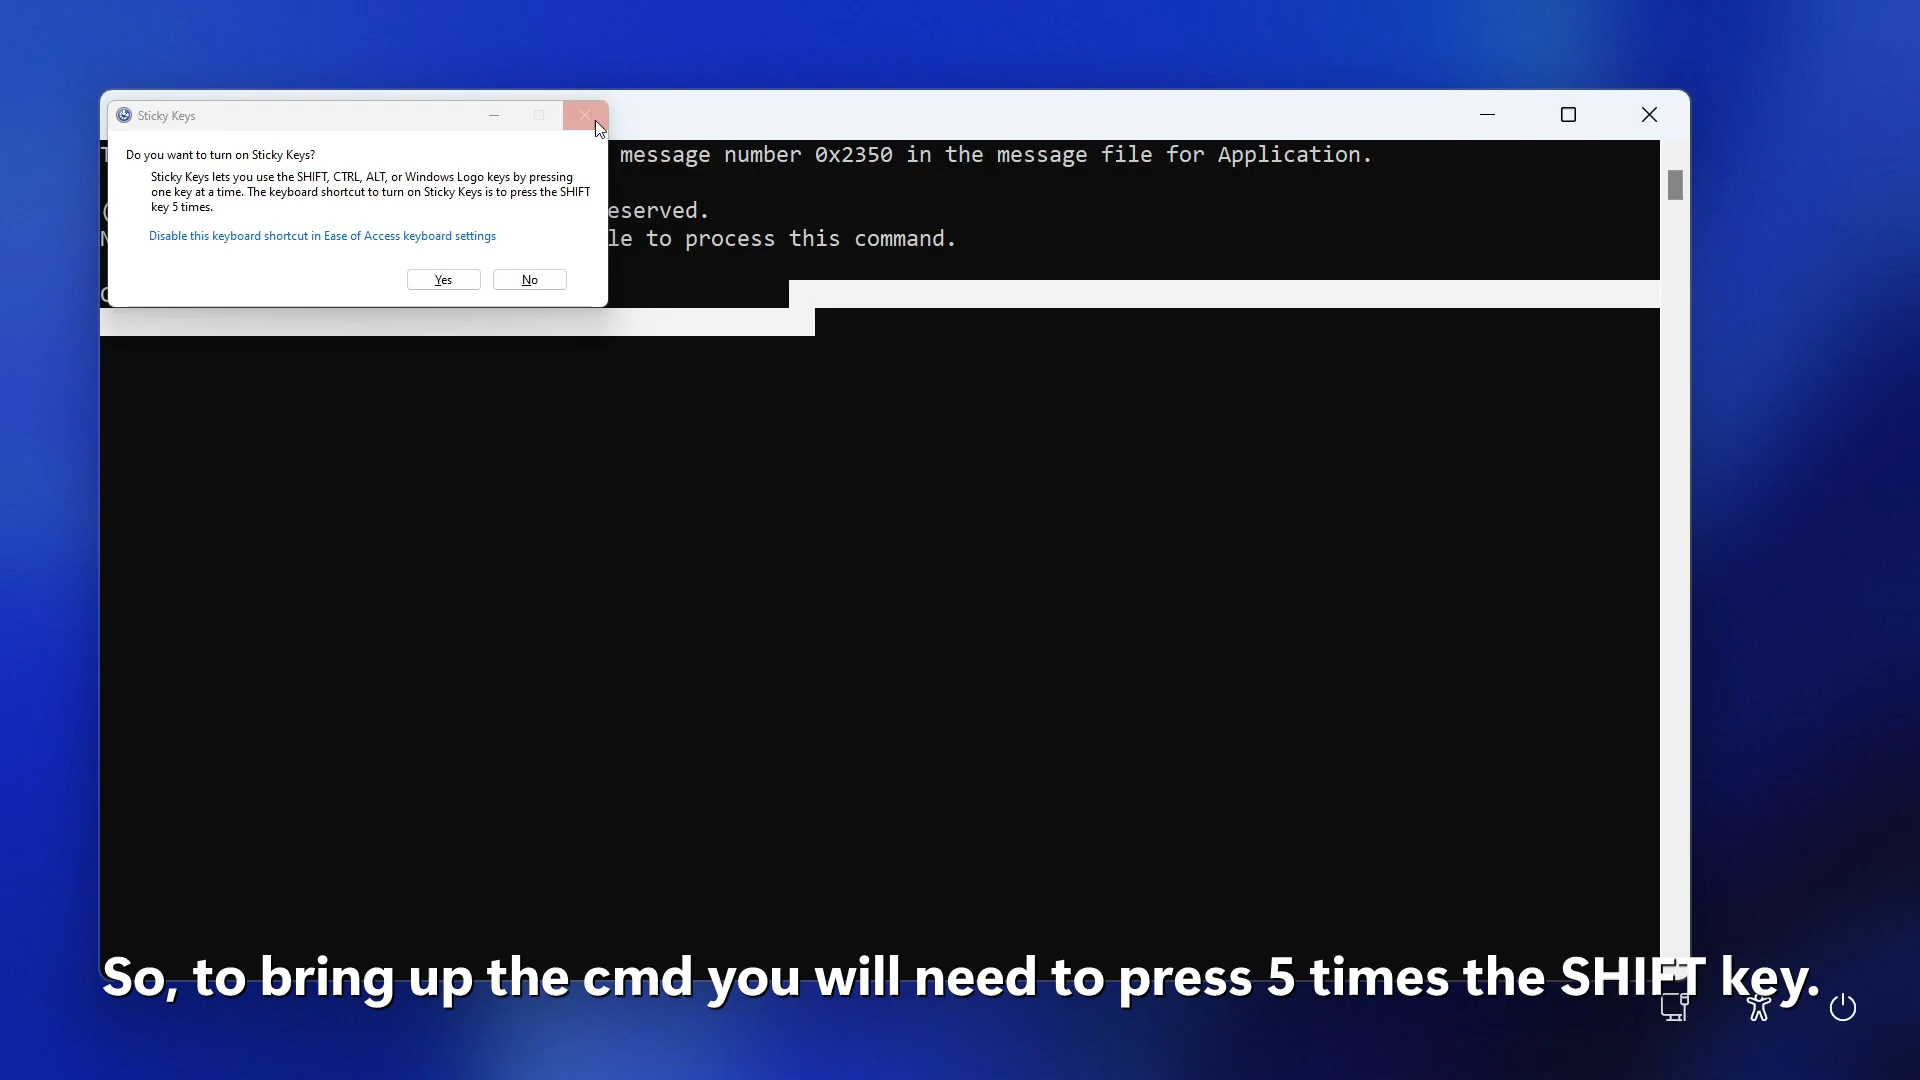 Sticky Keys
Do you want to turn on Sticky Keys?
Sticky Keys lets you use the SHIFT, CTRL, ALT, or Windows Logo keys by pressing
one key at a time. The keyboard shortcut to turn on Sticky Keys is to press the SHIFT
key 5 times.
Disable this keyboard shortcut in Ease of Access keyboard settings
Yes No
message number 0x2350 in the message file for Application.
eserved.
le to process this command.
So, to bring up the cmd you will need to press 5 times the SHIFT key.